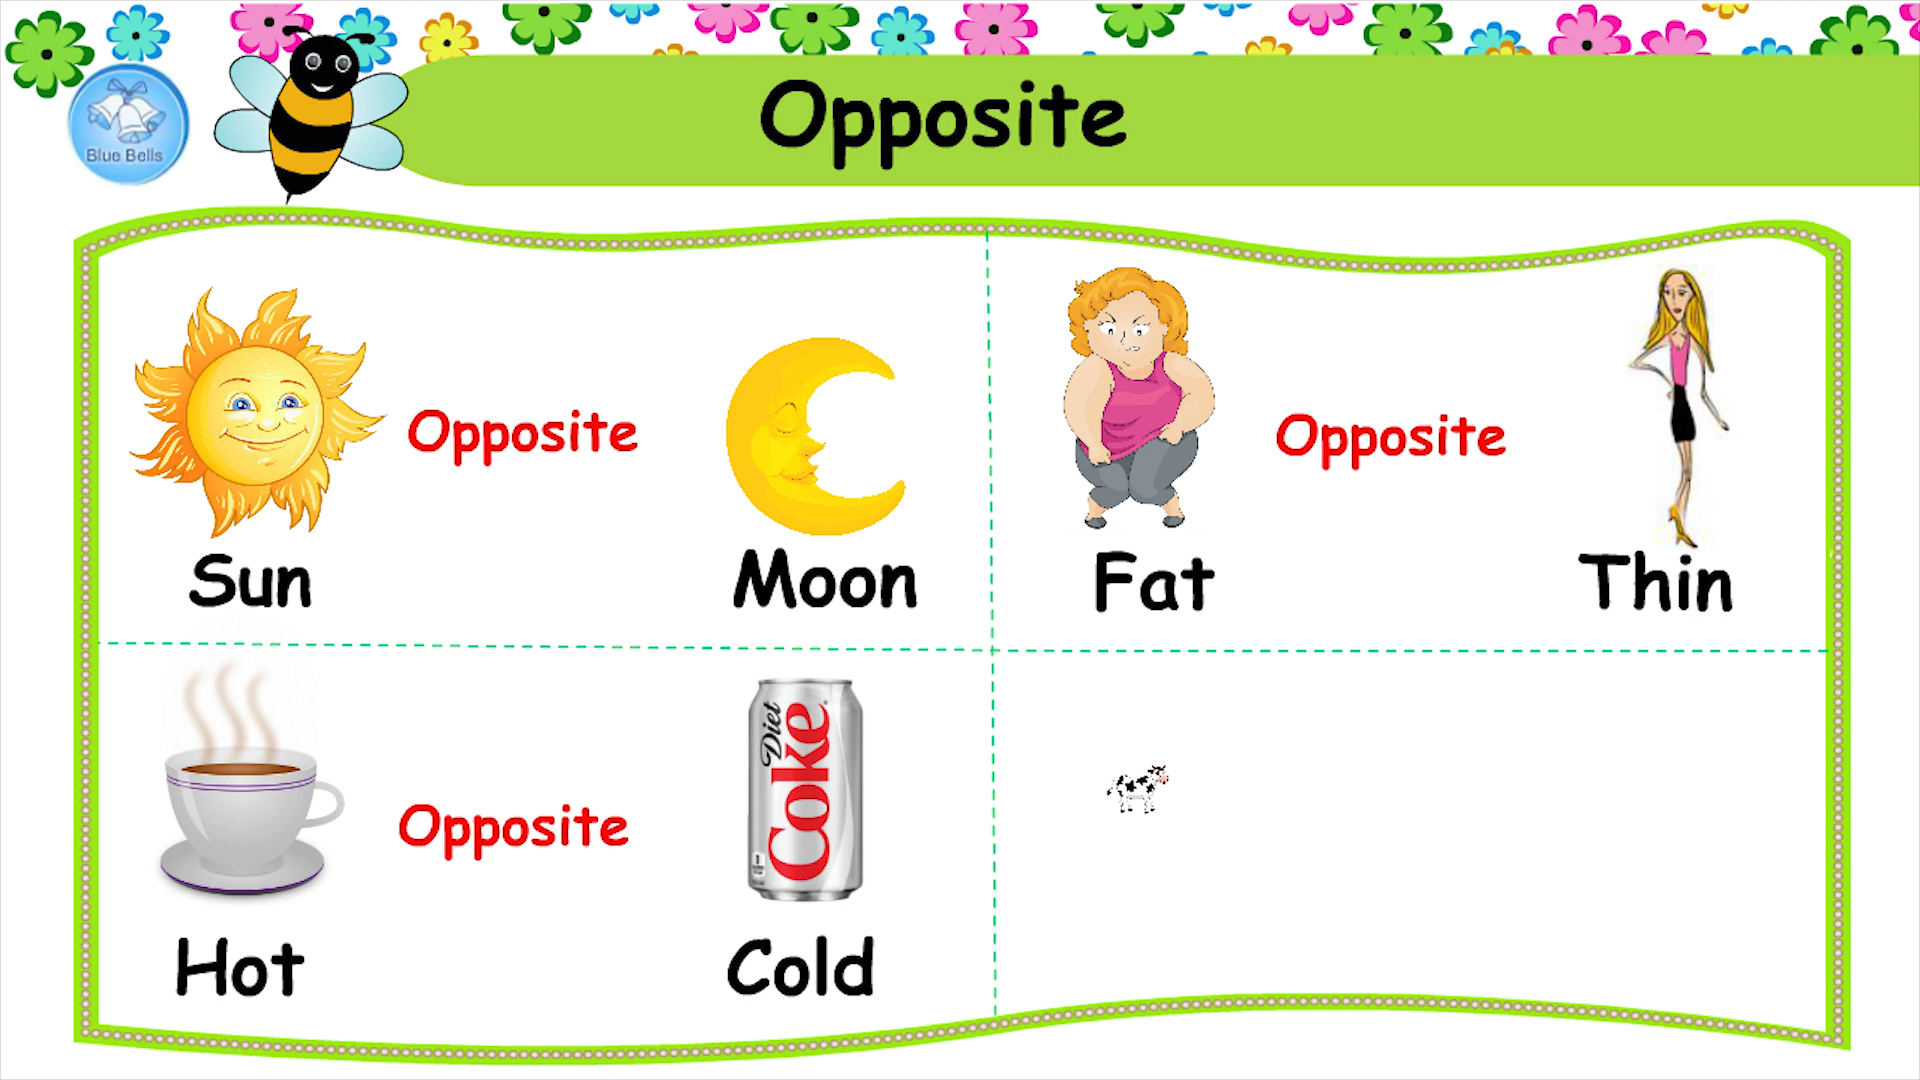 Blue Bells
Opposite
Opposite
Sun
Moon
Opposite
Fat
Thin
Opposite
Diet
Coke
Hot
Cold